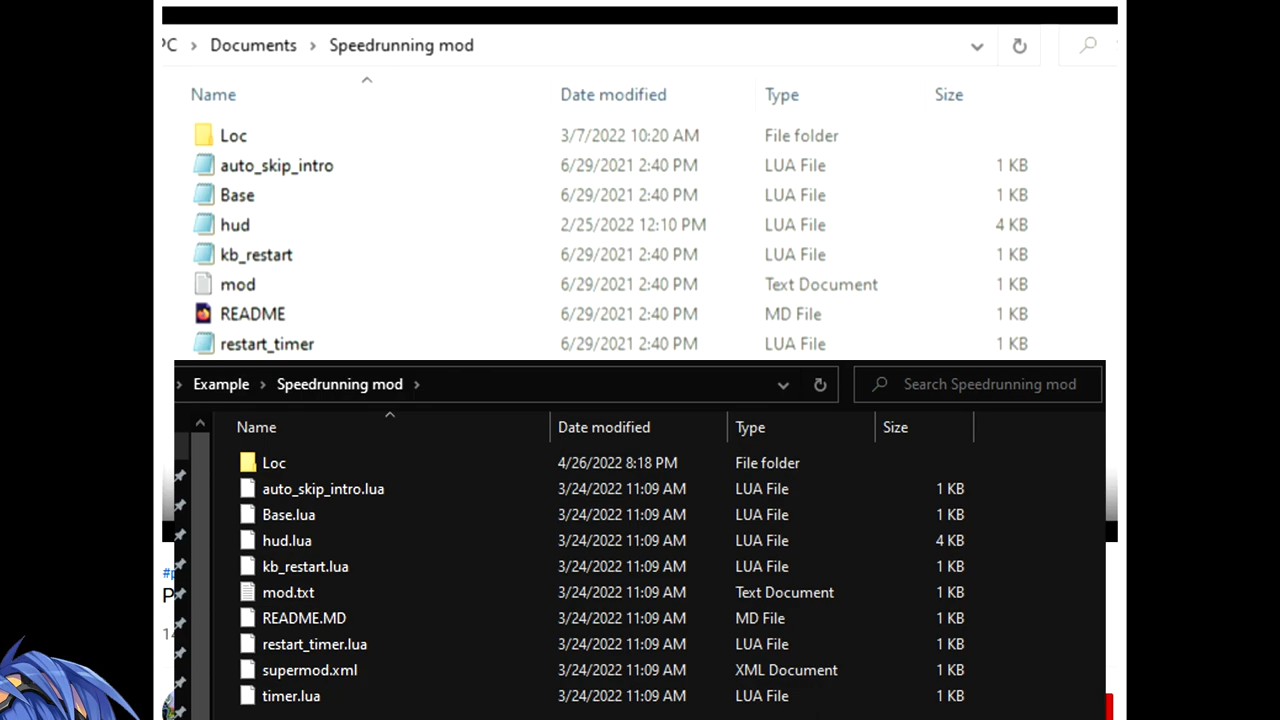 PC > Documents > Speedrunning mod
Name Date modified Type Size
Loc 3/7/2022 10:20 AM File folder
auto_skip_intro 6/29/2021 2:40 PM LUA File 1 KB
Base 6/29/2021 2:40 PM LUA File 1 KB
hud 2/25/2022 12:10 PM LUA File 4 KB
kb_restart 6/29/2021 2:40 PM LUA File 1 KB
mod 6/29/2021 2:40 PM Text Document 1 KB
README 6/29/2021 2:40 PM MD File 1 KB
restart_timer 6/29/2021 2:40 PM LUA File 1 KB
> Example > Speedrunning mod > Search Speedrunning mod
Name Date modified Type Size
Loc 4/26/2022 8:18 PM File folder
auto_skip_intro.lua 3/24/2022 11:09 AM LUA File 1 KB
Base.lua 3/24/2022 11:09 AM LUA File 1 KB
hud.lua 3/24/2022 11:09 AM LUA File 4 KB
kb_restart.lua 3/24/2022 11:09 AM LUA File 1 KB
mod.txt 3/24/2022 11:09 AM Text Document 1 KB
README.MD 3/24/2022 11:09 AM MD File 1 KB
restart_timer.lua 3/24/2022 11:09 AM LUA File 1 KB
supermod.xml 3/24/2022 11:09 AM XML Document 1 KB
timer.lua 3/24/2022 11:09 AM LUA File 1 KB